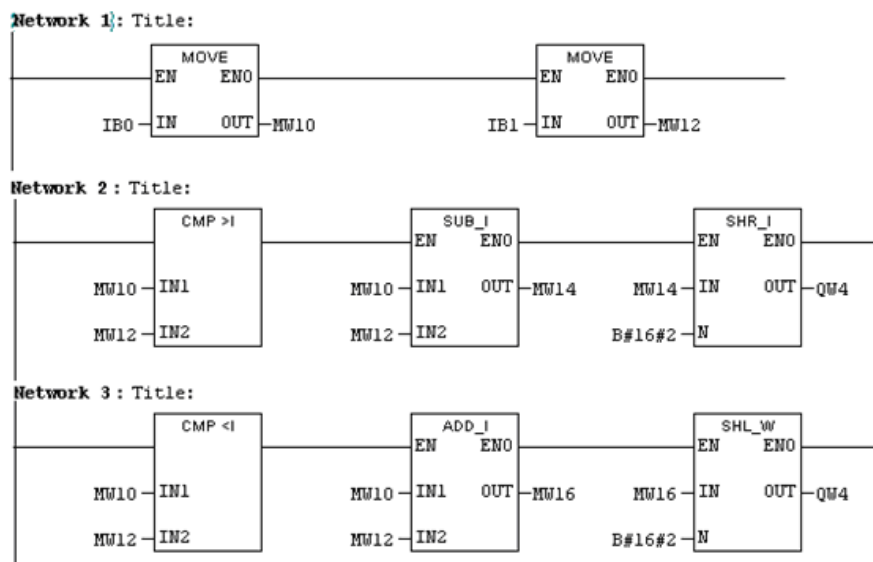 Network 1: Title:
MOVE MOVE
EN ENO EN ENO
IB0 IN OUT MW10 IB1 IN OUT MW12
Network 2 : Title:
CMP >I SUB_I SHR_I
EN ENO EN ENO
MW10 IN1 MW10 IN1 OUT MW14 MW14 IN OUT QW4
MW12 IN2 MW12 IN2 B#16#2 N
Network 3 : Title:
CMP <I ADD_I SHL_W
EN ENO EN ENO
MW10 IN1 MW10 IN1 OUT MW16 MW16 IN OUT QW4
MW12 IN2 MW12 IN2 B#16#2 N